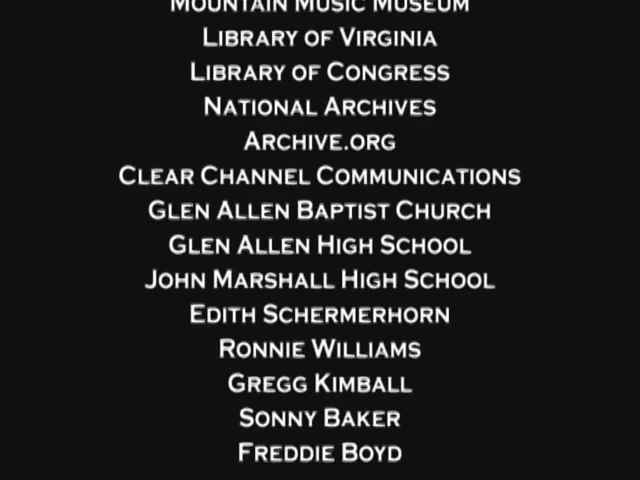 Mountain Music Museum
Library of Virginia
Library of Congress
National Archives
Archive.org
Clear Channel Communications
Glen Allen Baptist Church
Glen Allen High School
John Marshall High School
Edith Schermerhorn
Ronnie Williams
Gregg Kimball
Sonny Baker
Freddie Boyd